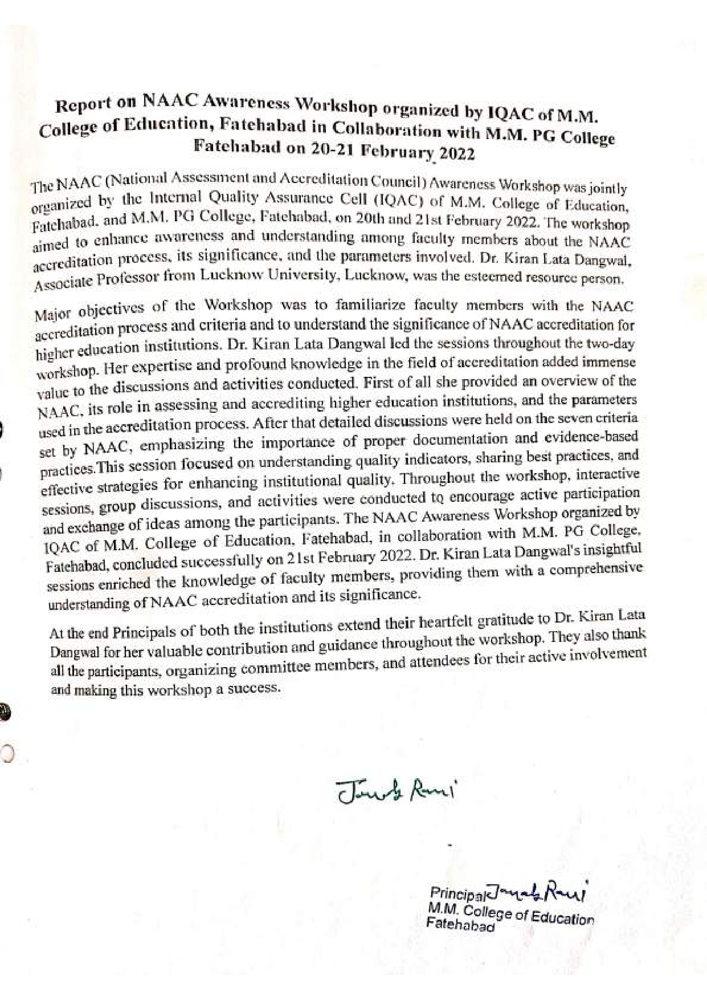 Report on NAAC Awareness Workshop organized by IQAC of M.M.
College of Education, Fatehabad in Collaboration with M.M. PG College
Fatehabad on 20-21 February 2022
The NAAC (National Assessment and Accreditation Council) Awareness Workshop was jointly
organized by the Internal Quality Assurance Cell (IQAC) of M.M. College of Education,
Fatehabad, and M.M. PG College, Fatehabad, on 20th and 21st February 2022. The workshop
aimed to enhance awareness and understanding among faculty members about the NAAC
accreditation process, its significance, and the parameters involved. Dr. Kiran Lata Dangwal,
Associate Professor from Lucknow University, Lucknow, was the esteemed resource person.
Major objectives of the Workshop was to familiarize faculty members with the NAAC
accreditation process and criteria and to understand the significance of NAAC accreditation for
higher education institutions. Dr. Kiran Lata Dangwal led the sessions throughout the two-day
workshop. Her expertise and profound knowledge in the field of accreditation added immense
value to the discussions and activities conducted. First of all she provided an overview of the
NAAC, its role in assessing and accrediting higher education institutions, and the parameters
used in the accreditation process. After that detailed discussions were held on the seven criteria
set by NAAC, emphasizing the importance of proper documentation and evidence-based
practices.This session focused on understanding quality indicators, sharing best practices, and
effective strategies for enhancing institutional quality. Throughout the workshop, interactive
sessions, group discussions, and activities were conducted to encourage active participation
and exchange of ideas among the participants. The NAAC Awareness Workshop organized by
IQAC of M.M. College of Education, Fatehabad, in collaboration with M.M. PG College,
Fatehabad, concluded successfully on 21st February 2022. Dr. Kiran Lata Dangwal's insightful
sessions enriched the knowledge of faculty members, providing them with a comprehensive
understanding of NAAC accreditation and its significance.
At the end Principals of both the institutions extend their heartfelt gratitude to Dr. Kiran Lata
Dangwal for her valuable contribution and guidance throughout the workshop. They also thank
all the participants, organizing committee members, and attendees for their active involvement
and making this workshop a success.
Rani
Principal Rani
M.M. College of Education
Fatehabad